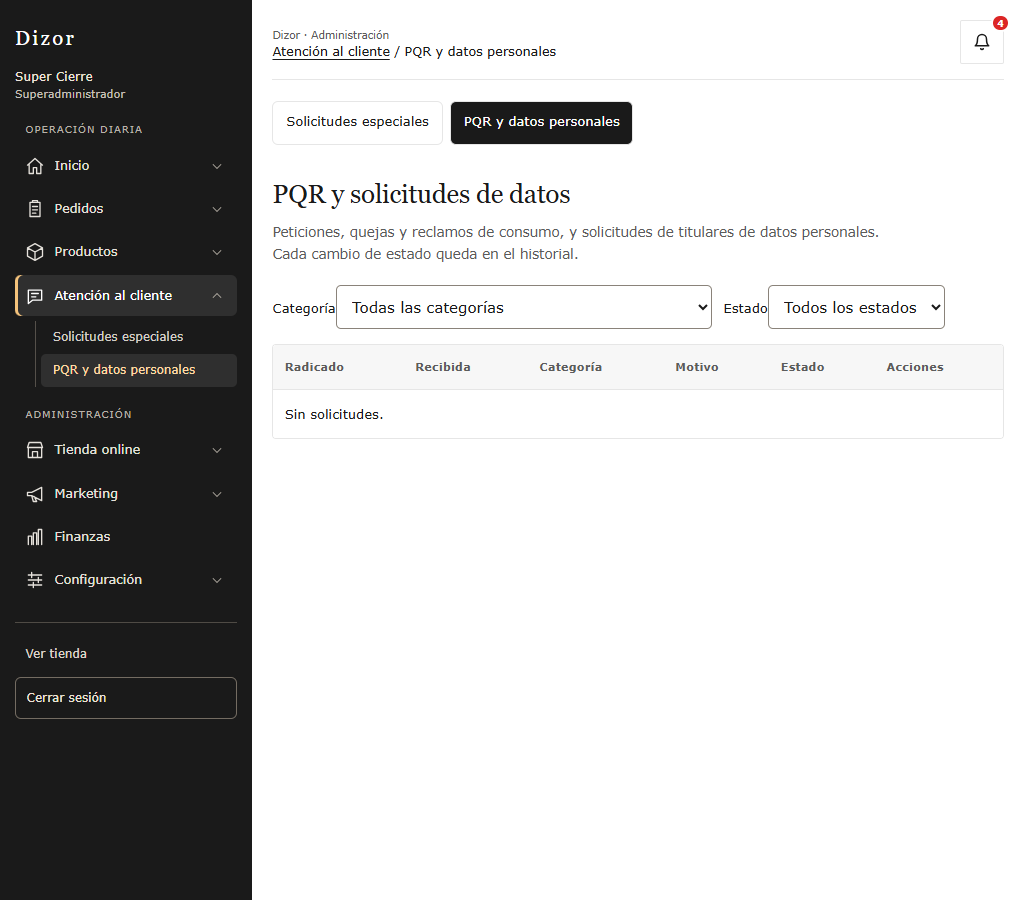 Dizor
Super Cierre
Superadministrador
OPERACIÓN DIARIA
Inicio
Pedidos
Productos
Atención al cliente
Solicitudes especiales
PQR y datos personales
ADMINISTRACIÓN
Tienda online
Marketing
Finanzas
Configuración
Ver tienda
Cerrar sesión
Dizor · Administración
Atención al cliente / PQR y datos personales
4
Solicitudes especiales PQR y datos personales
PQR y solicitudes de datos
Peticiones, quejas y reclamos de consumo, y solicitudes de titulares de datos personales.
Cada cambio de estado queda en el historial.
Categoría Todas las categorías Estado Todos los estados
Radicado Recibida Categoría Motivo Estado Acciones
Sin solicitudes.